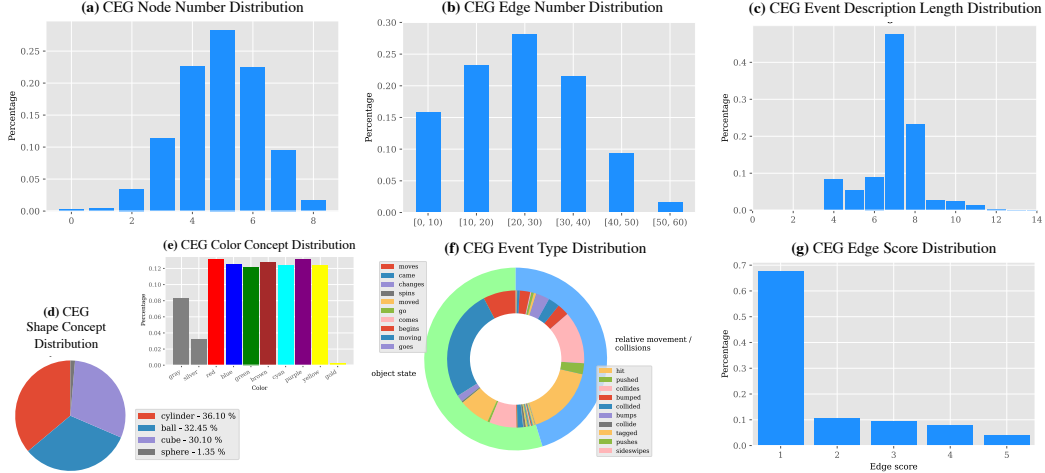 (a) CEG Node Number Distribution
Percentage
0.25
0.20
0.15
0.10
0.05
0.00
0 2 4 6 8
(b) CEG Edge Number Distribution
Percentage
0.30
0.25
0.20
0.15
0.10
0.05
0.00
[0, 10) [10, 20) [20, 30) [30, 40) [40, 50) [50, 60)
(c) CEG Event Description Length Distribution
Percentage
0.4
0.3
0.2
0.1
0.0
0 2 4 6 8 10 12 14
(d) CEG
Shape Concept
Distribution
cylinder - 36.10 %
ball - 32.45 %
cube - 30.10 %
sphere - 1.35 %
(e) CEG Color Concept Distribution
Percentage
0.12
0.10
0.08
0.06
0.04
0.02
0.00
gray silver red blue green brown cyan purple yellow gold
Color
(f) CEG Event Type Distribution
moves
came
changes
spins
moved
go
comes
begins
moving
goes
object state
relative movement /
collisions
hit
pushed
collides
bumped
collided
bumps
collide
tagged
pushes
sideswipes
(g) CEG Edge Score Distribution
Percentage
0.7
0.6
0.5
0.4
0.3
0.2
0.1
0.0
1 2 3 4 5
Edge score